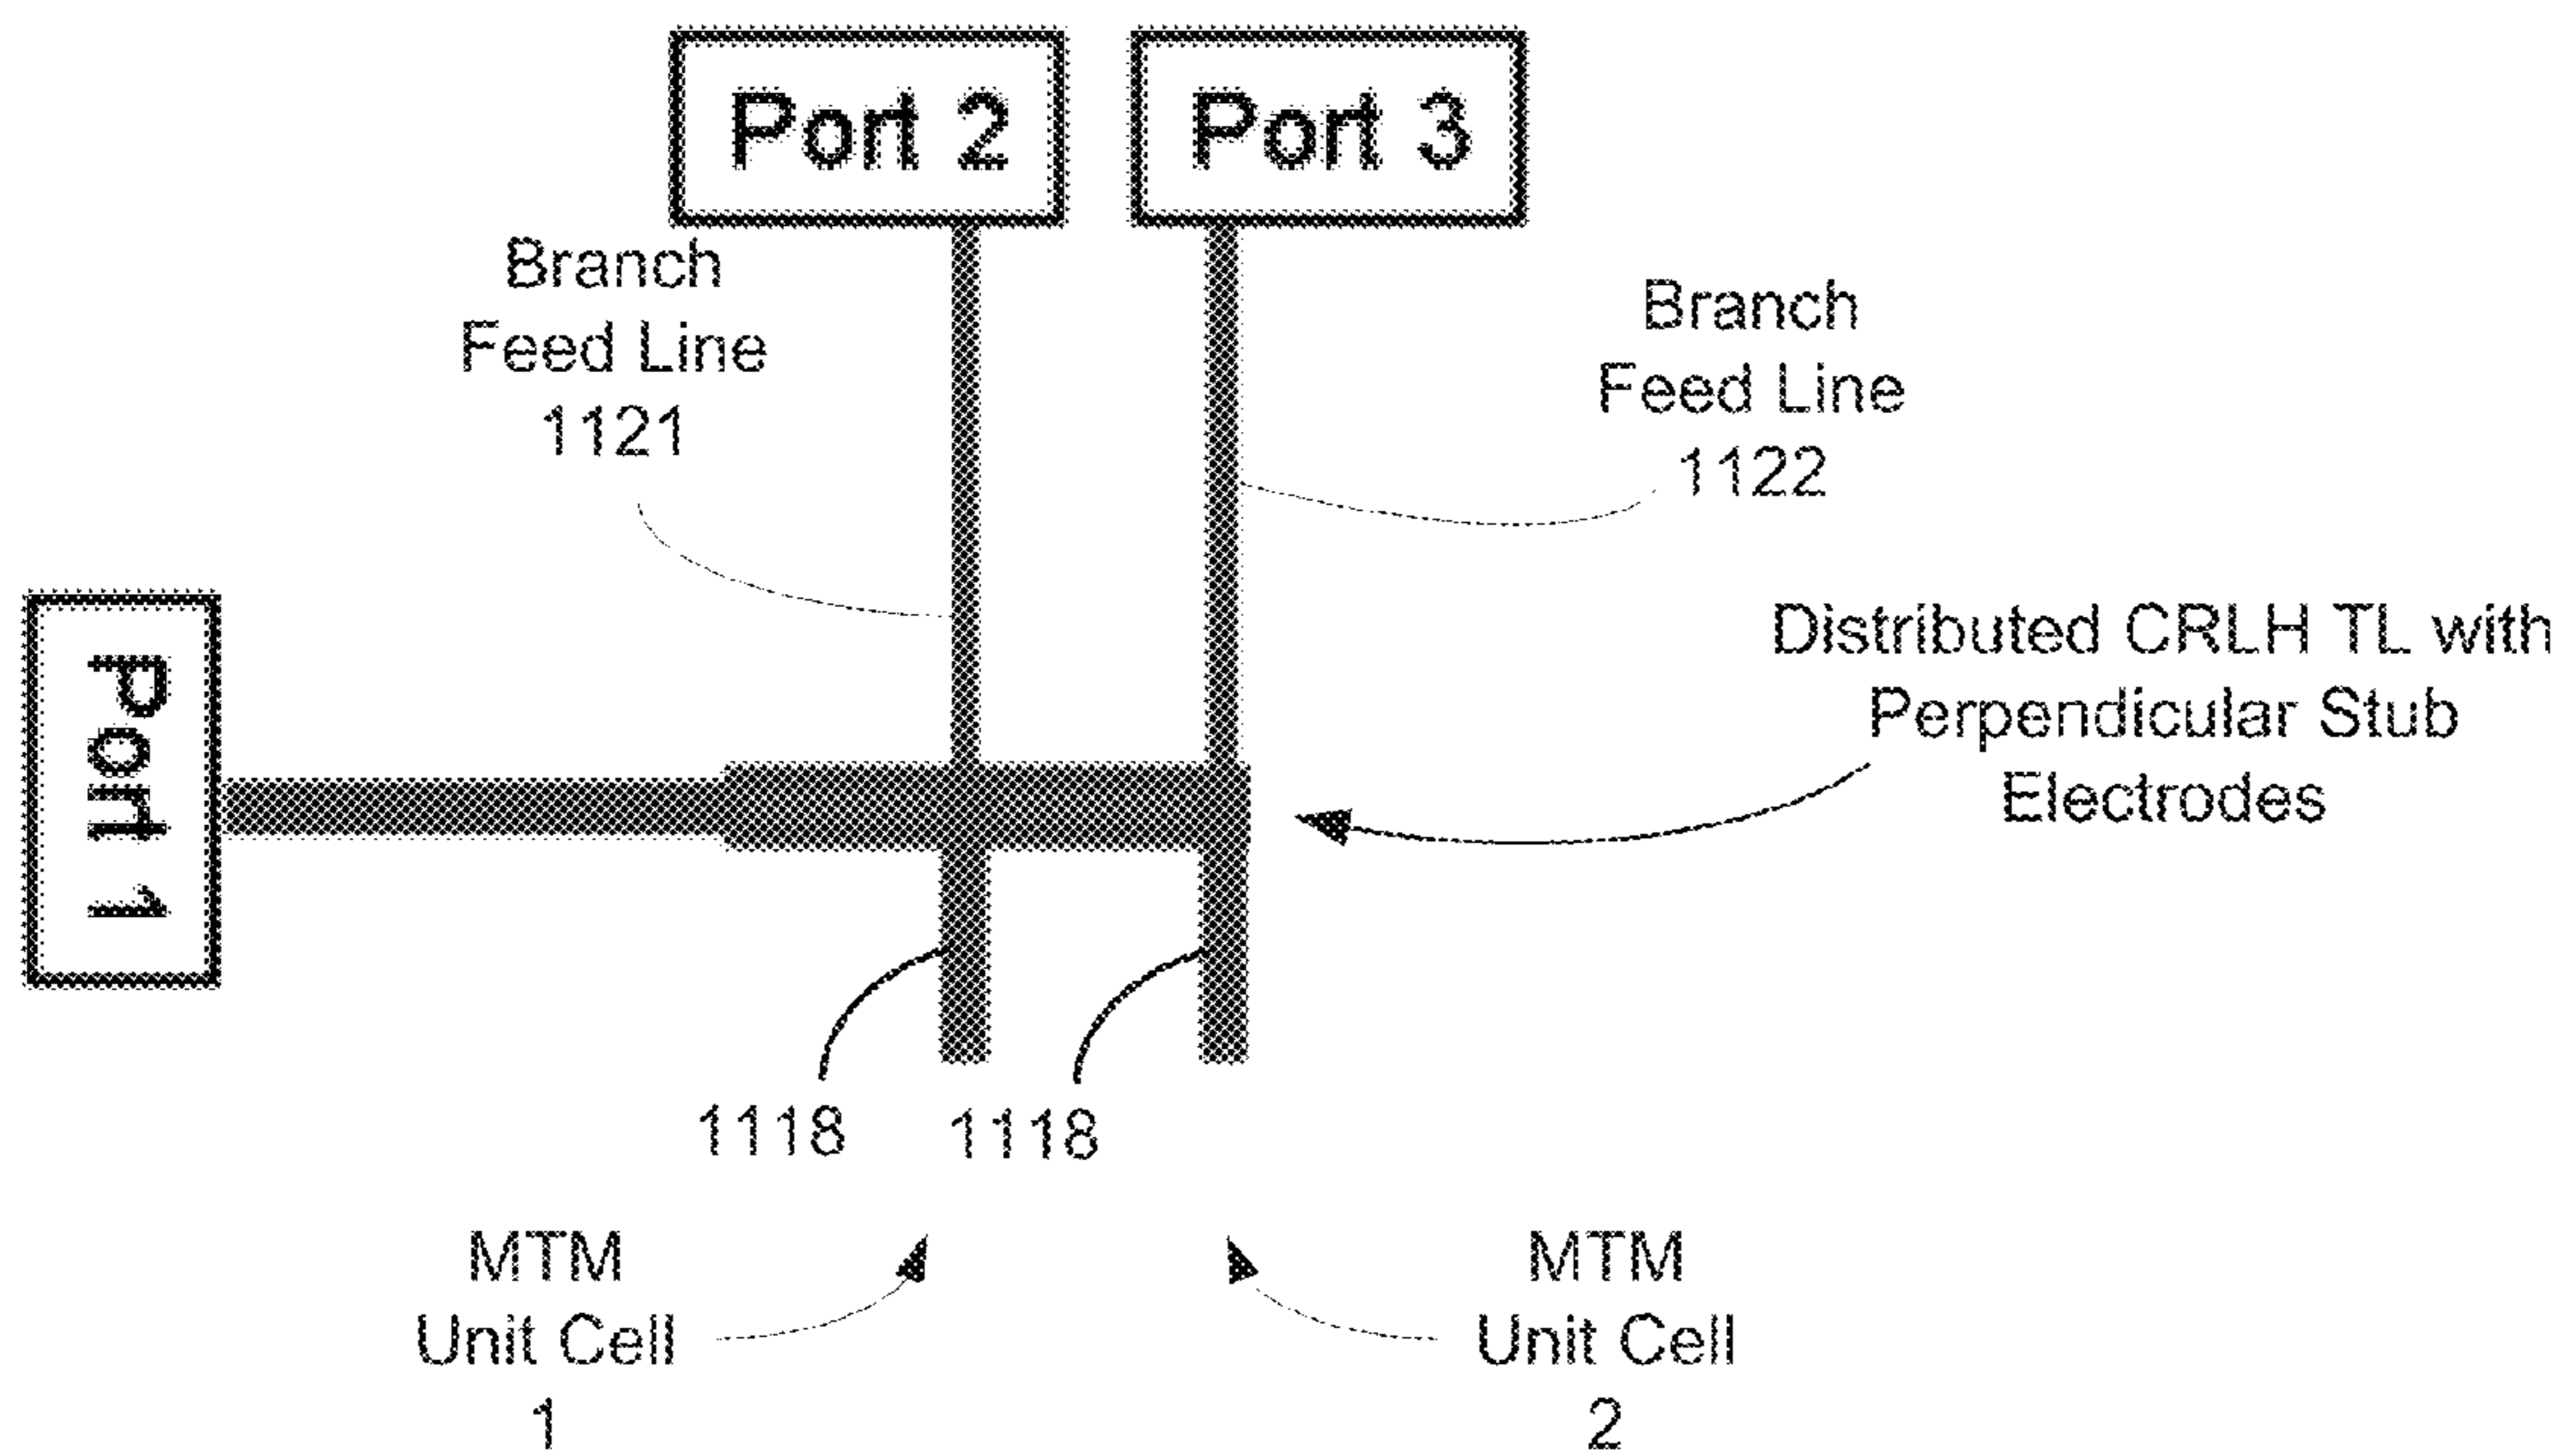 Port 2
Port 3
Branch
Feed Line
1121
Branch
Feed Line
1122
Port 1
Distributed CRLH TL with
Perpendicular Stub
Electrodes
1118
1118
MTM
Unit Cell
1
MTM
Unit Cell
2